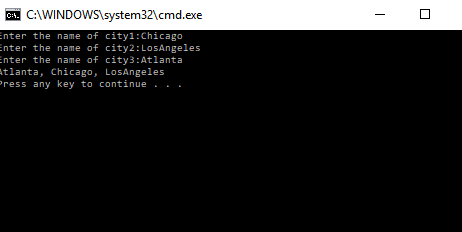 C:\WINDOWS\system32\cmd.exe
Enter the name of city1:Chicago
Enter the name of city2:LosAngeles
Enter the name of city3:Atlanta
Atlanta, Chicago, LosAngeles
Press any key to continue . . .